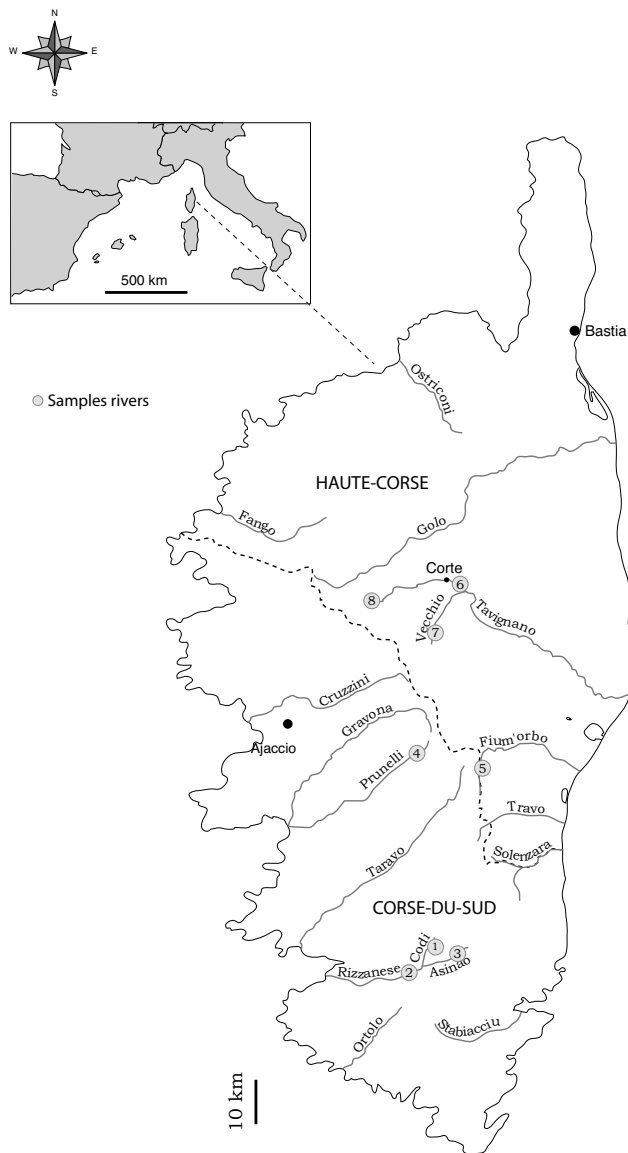 N
W E
S
500 km
Bastia
Samples rivers
Ostriconi
HAUTE-CORSE
Fango
Golo
Corte
6
8
Vecchio
Tavignano
7
Cruzzini
Gravona
Ajaccio
Fium'orbo
4
Prunelli
5
Travo
Solenzara
Taravo
CORSE-DU-SUD
Codi
1
3
Rizzanese
2
Asinao
Ortolo
Stabiacciu
10 km